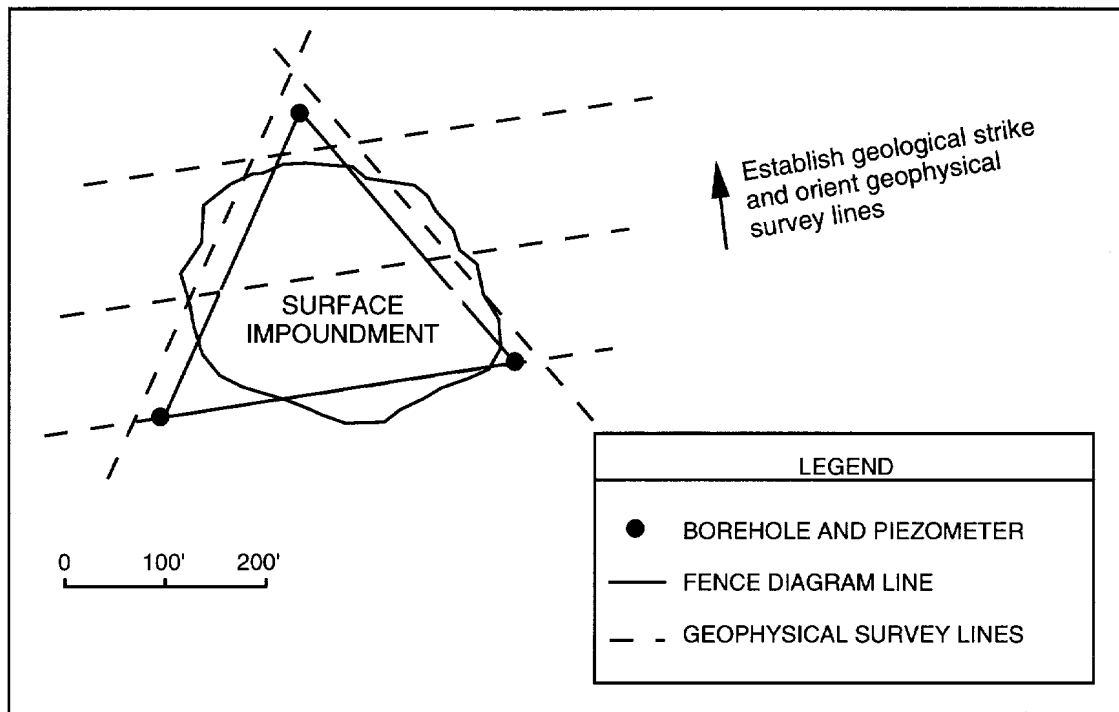 Establish geological strike
and orient geophysical
survey lines
SURFACE
IMPOUNDMENT
0 100' 200'
LEGEND
BOREHOLE AND PIEZOMETER
FENCE DIAGRAM LINE
GEOPHYSICAL SURVEY LINES